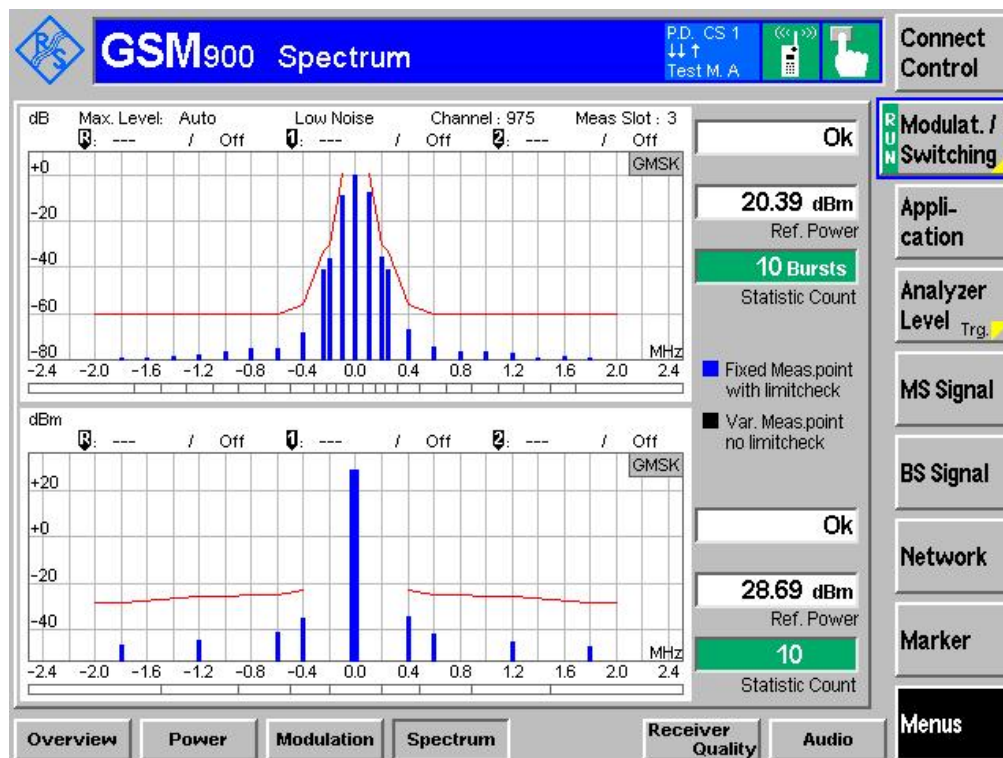 R&S
GSM900 Spectrum
P.D. CS 1
↓↓ ↑
Test M. A
Connect
Control
dB Max. Level: Auto Low Noise Channel : 975 Meas Slot : 3
R: --- / Off 1: --- / Off 2: --- / Off
GMSK
+0
-20
-40
-60
-80
MHz
-2.4 -2.0 -1.6 -1.2 -0.8 -0.4 0.0 0.4 0.8 1.2 1.6 2.0 2.4
Ok
20.39 dBm
Ref. Power
10 Bursts
Statistic Count
Fixed Meas.point
with limitcheck
Var. Meas.point
no limitcheck
dBm
R: --- / Off 1: --- / Off 2: --- / Off
GMSK
+20
+0
-20
-40
MHz
-2.4 -2.0 -1.6 -1.2 -0.8 -0.4 0.0 0.4 0.8 1.2 1.6 2.0 2.4
Ok
28.69 dBm
Ref. Power
10
Statistic Count
RUN
Modulat. /
Switching
Appli-
cation
Analyzer
Level Trg.
MS Signal
BS Signal
Network
Marker
Menus
Overview
Power
Modulation
Spectrum
Receiver
Quality
Audio